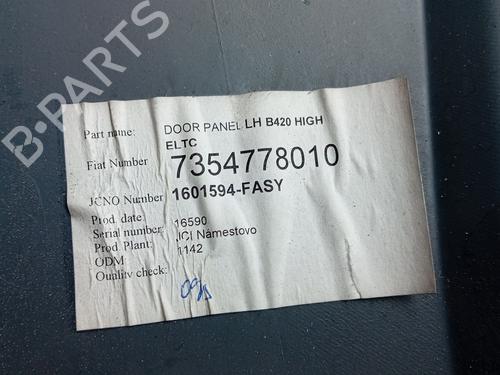 B-PARTS
Part name: DOOR PANEL LH B420 HIGH
ELTC
Fiat Number 7354778010
JCNO Number 1601594-FASY
Prod. date:
Serial number: 16590
Prod. Plant: JCI Námestovo
ODM 1142
Quality check: